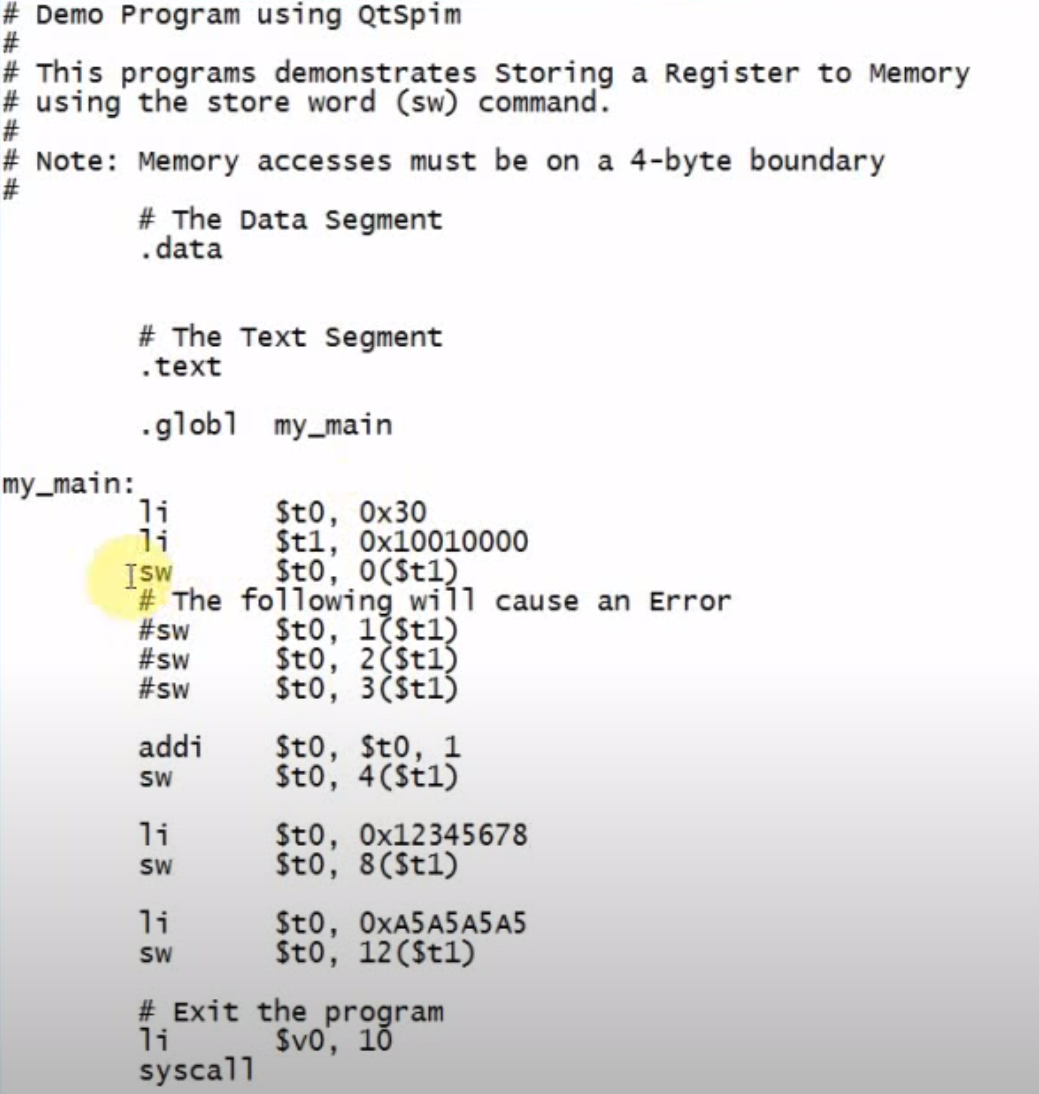 # Demo Program using QtSpim
#
# This programs demonstrates Storing a Register to Memory
# using the store word (sw) command.
#
# Note: Memory accesses must be on a 4-byte boundary
#
# The Data Segment
.data
# The Text Segment
.text
.globl my_main
my_main:
li $t0, 0x30
li $t1, 0x10010000
sw $t0, 0($t1)
# The following will cause an Error
#sw $t0, 1($t1)
#sw $t0, 2($t1)
#sw $t0, 3($t1)
addi $t0, $t0, 1
sw $t0, 4($t1)
li $t0, 0x12345678
sw $t0, 8($t1)
li $t0, 0xA5A5A5A5
sw $t0, 12($t1)
# Exit the program
li $v0, 10
syscall